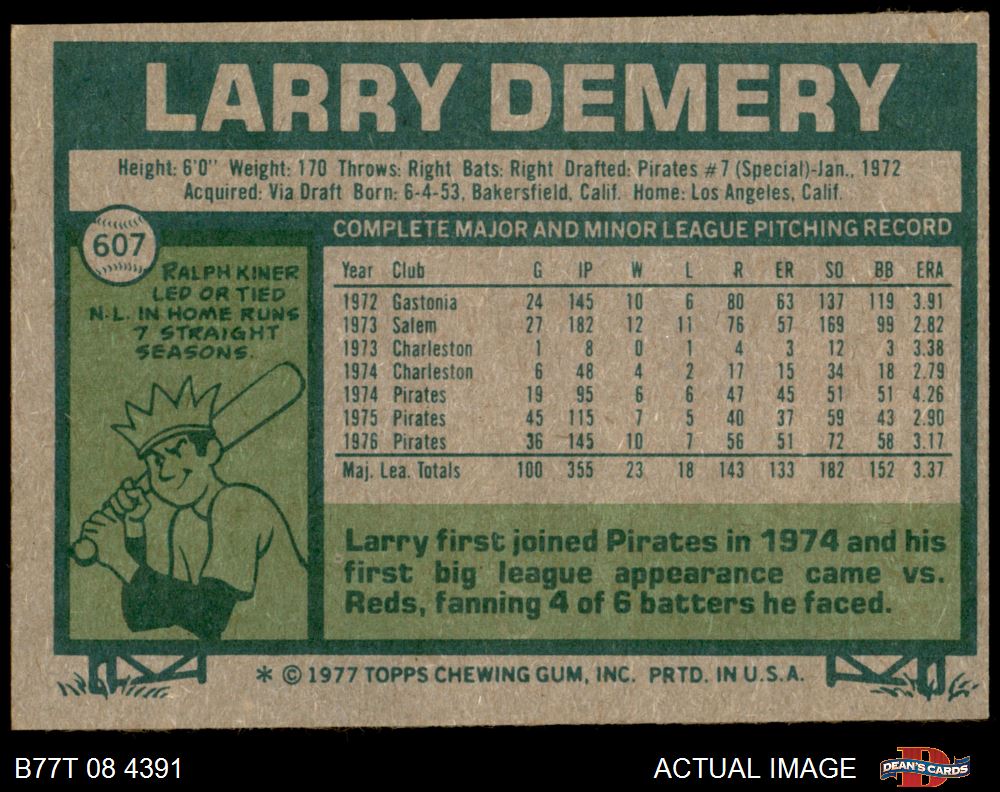 LARRY DEMERY
Height: 6'0" Weight: 170 Throws: Right Bats: Right Drafted: Pirates #7 (Special)-Jan., 1972
Acquired: Via Draft Born: 6-4-53, Bakersfield, Calif. Home: Los Angeles, Calif.
607
RALPH KINER
LED OR TIED
N.L. IN HOME RUNS
7 STRAIGHT
SEASONS.
COMPLETE MAJOR AND MINOR LEAGUE PITCHING RECORD
Year Club G IP W L R ER SO BB ERA
1972 Gastonia 24 145 10 6 80 63 137 119 3.91
1973 Salem 27 182 12 11 76 57 169 99 2.82
1973 Charleston 1 8 0 1 4 3 12 3 3.38
1974 Charleston 6 48 4 2 17 15 34 18 2.79
1974 Pirates 19 95 6 6 47 45 51 51 4.26
1975 Pirates 45 115 7 5 40 37 59 43 2.90
1976 Pirates 36 145 10 7 56 51 72 58 3.17
Maj. Lea. Totals 100 355 23 18 143 133 182 152 3.37
Larry first joined Pirates in 1974 and his
first big league appearance came vs.
Reds, fanning 4 of 6 batters he faced.
* © 1977 TOPPS CHEWING GUM, INC. PRTD. IN U.S.A.
B77T 08 4391
ACTUAL IMAGE
D
DEAN'S CARDS